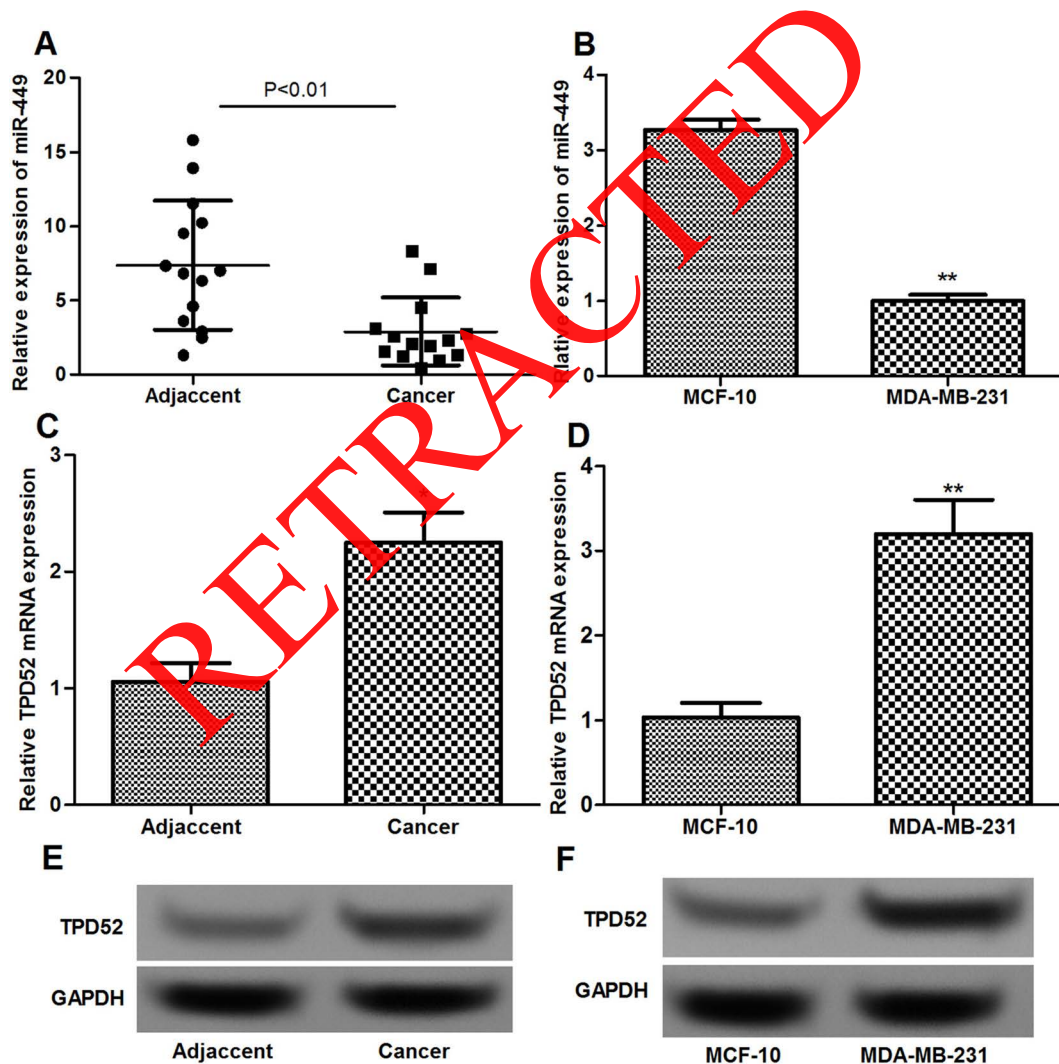 A
Relative expression of miR-449
20
15
10
5
0
P<0.01
Adjaccent
Cancer
B
Relative expression of miR-449
4
3
2
1
0
**
MCF-10
MDA-MB-231
C
Relative TPD52 mRNA expression
3
2
1
0
*
Adjaccent
Cancer
D
Relative TPD52 mRNA expression
4
3
2
1
0
**
MCF-10
MDA-MB-231
E
TPD52
GAPDH
Adjaccent
Cancer
F
TPD52
GAPDH
MCF-10
MDA-MB-231
RETRACTED